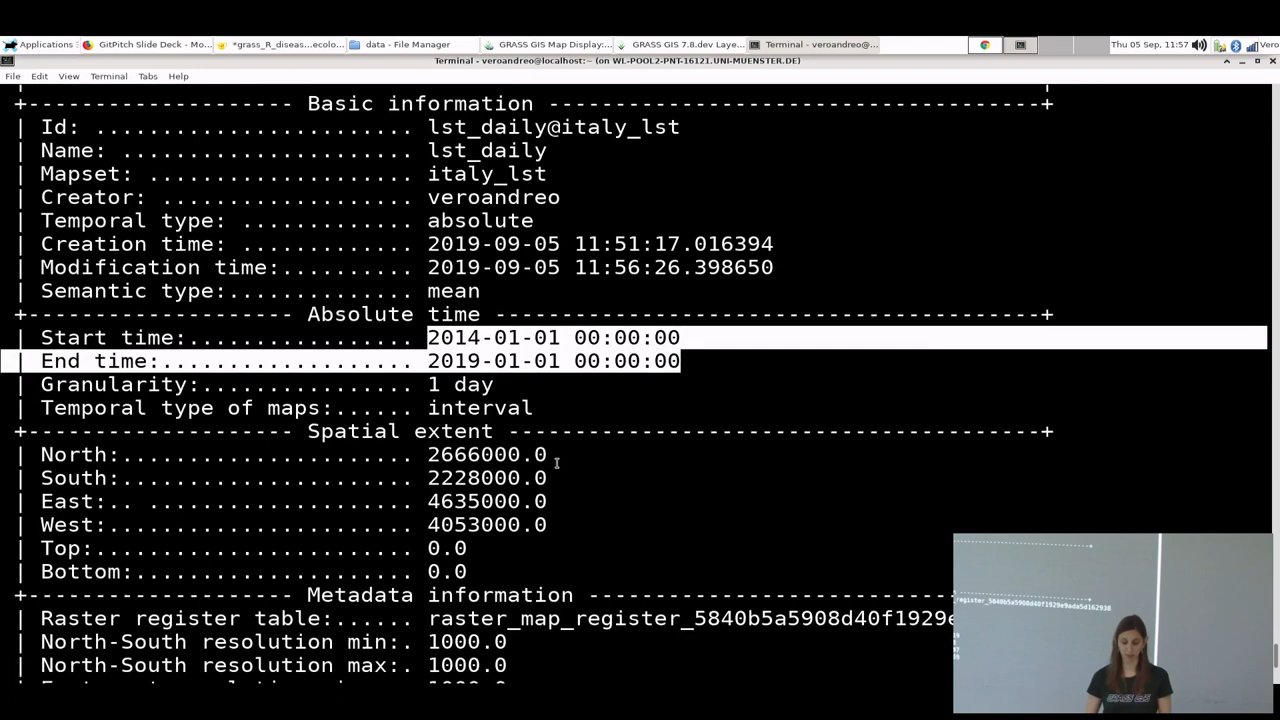 Applications
GitPitch Slide Deck - Mo...
*grass_R_diseas...ecolo...
data - File Manager
GRASS GIS Map Display:...
GRASS GIS 7.8.dev Laye...
Terminal - veroandreo@...
Thu 05 Sep, 11:57
Vero
Terminal - veroandreo@localhost:~ (on WL-POOL2-PNT-16121.UNI-MUENSTER.DE)
File Edit View Terminal Tabs Help
+-------------------- Basic information -------------------------------------+
| Id: ........................ lst_daily@italy_lst
| Name: ...................... lst_daily
| Mapset: .................... italy_lst
| Creator: ................... veroandreo
| Temporal type: ............. absolute
| Creation time: ............. 2019-09-05 11:51:17.016394
| Modification time:.......... 2019-09-05 11:56:26.398650
| Semantic type:.............. mean
+-------------------- Absolute time -----------------------------------------+
| Start time:................. 2014-01-01 00:00:00
| End time:................... 2019-01-01 00:00:00
| Granularity:................ 1 day
| Temporal type of maps:...... interval
+-------------------- Spatial extent ----------------------------------------+
| North:...................... 2666000.0
| South:...................... 2228000.0
| East:.. .................... 4635000.0
| West:....................... 4053000.0
| Top:........................ 0.0
| Bottom:..................... 0.0
+-------------------- Metadata information ----------------------------
| Raster register table:...... raster_map_register_5840b5a5908d40f1929e
| North-South resolution min:. 1000.0
| North-South resolution max:. 1000.0
register_5840b5a5908d40f1929e9ada5d162938
GRASS GIS